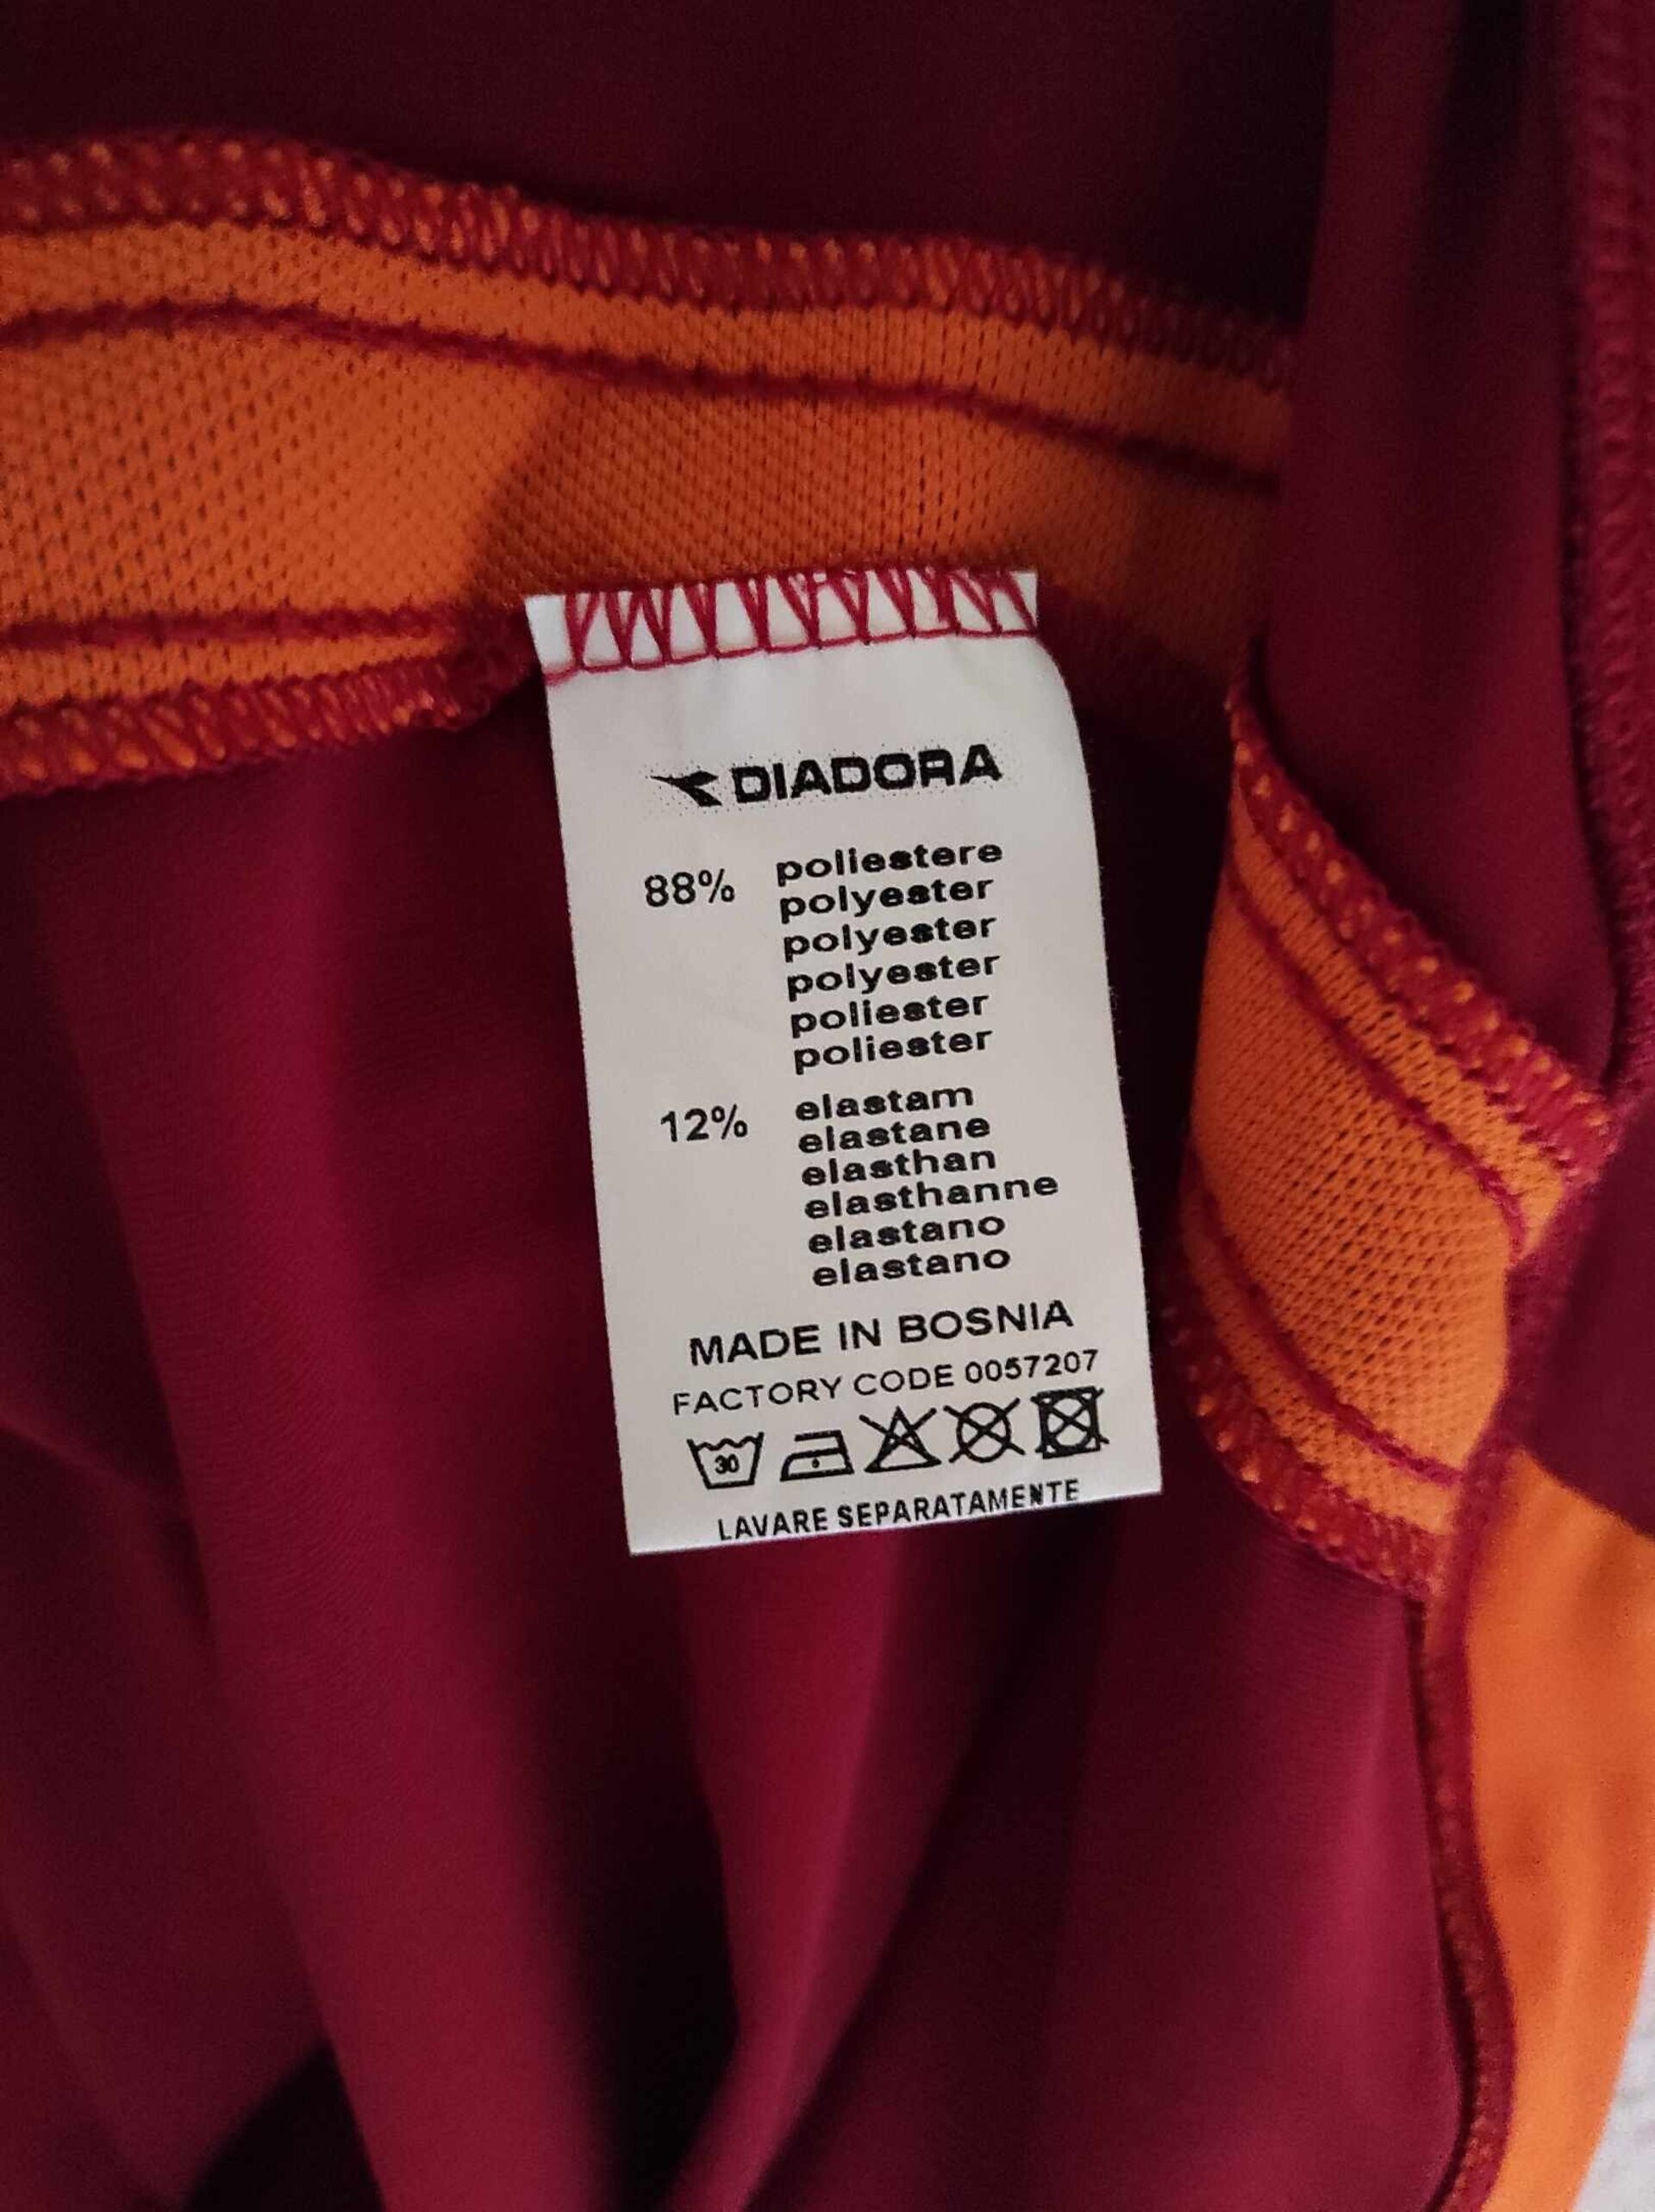 DIADORA
88% poliestere
polyester
polyester
polyester
poliester
poliester
12% elastam
elastane
elasthan
elasthanne
elastano
elastano
MADE IN BOSNIA
FACTORY CODE 0057207
30
LAVARE SEPARATAMENTE